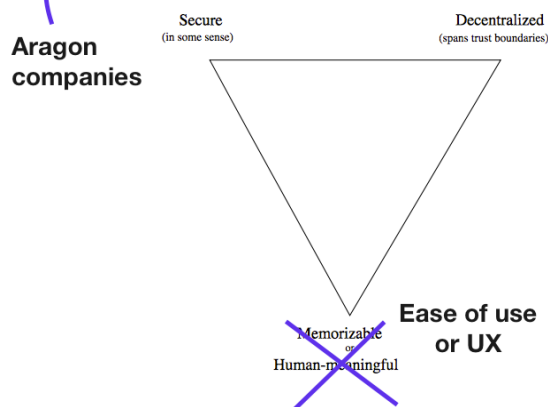 Secure
(in some sense)
Decentralized
(spans trust boundaries)
Aragon
companies
Memorizable
or
Human-meaningful
Ease of use
or UX